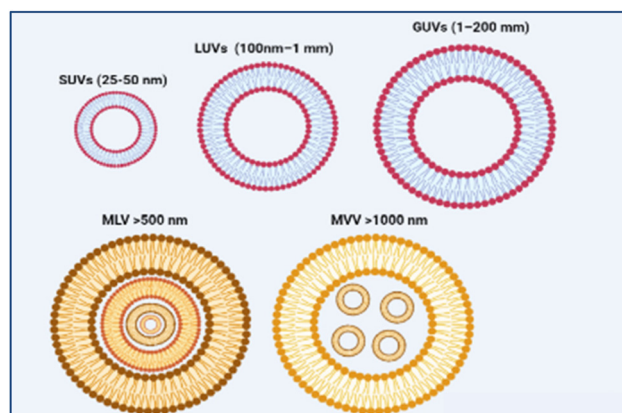 GUVs (1–200 mm)
LUVs (100nm–1 mm)
SUVs (25-50 nm)
MLV >500 nm
MVV >1000 nm